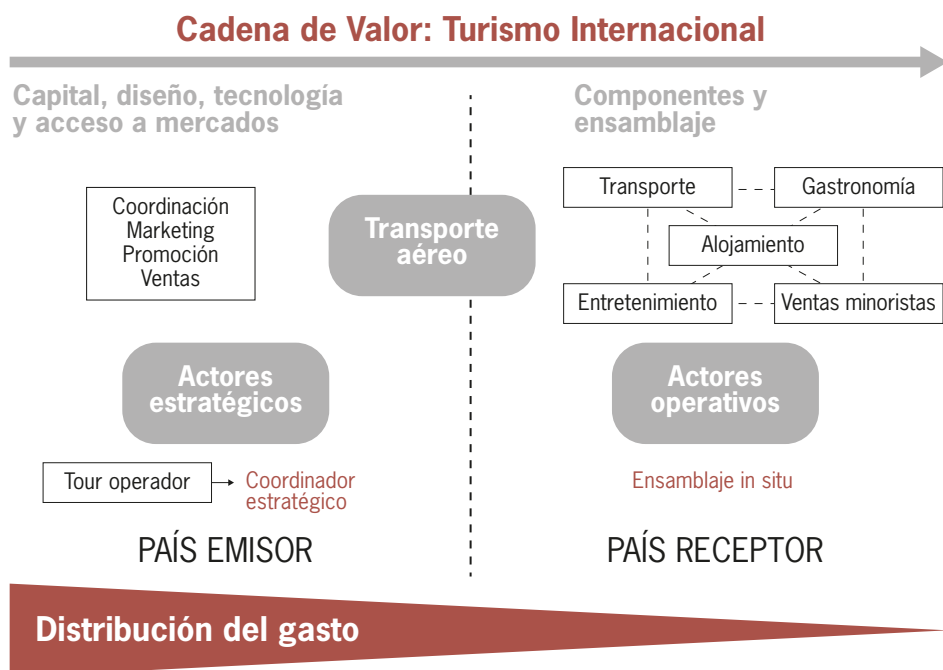 Cadena de Valor: Turismo Internacional
Capital, diseño, tecnología
y acceso a mercados
Componentes y
ensamblaje
Coordinación
Marketing
Promoción
Ventas
Transporte
aéreo
Transporte
Gastronomía
Alojamiento
Entretenimiento
Ventas minoristas
Actores
estratégicos
Actores
operativos
Tour operador
Coordinador
estratégico
Ensamblaje in situ
PAÍS EMISOR
PAÍS RECEPTOR
Distribución del gasto